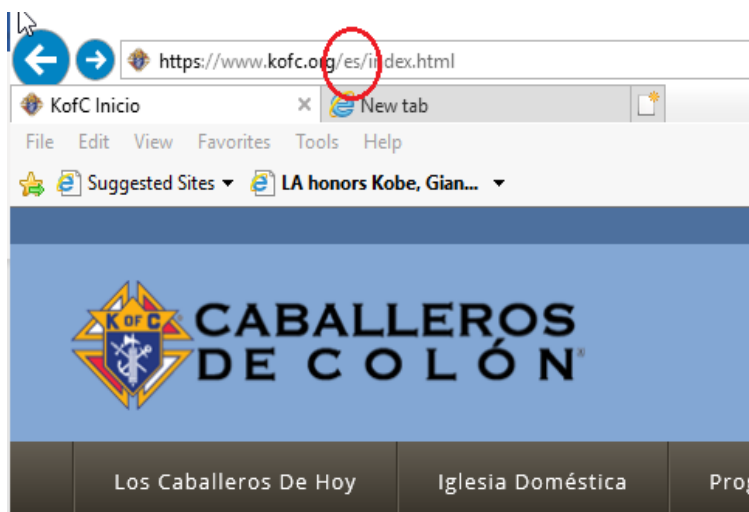 https://www.kofc.org/es/index.html
KofC Inicio New tab
File Edit View Favorites Tools Help
Suggested Sites LA honors Kobe, Gian...
K OF C
CABALLEROS
DE COLÓN®
Los Caballeros De Hoy Iglesia Doméstica